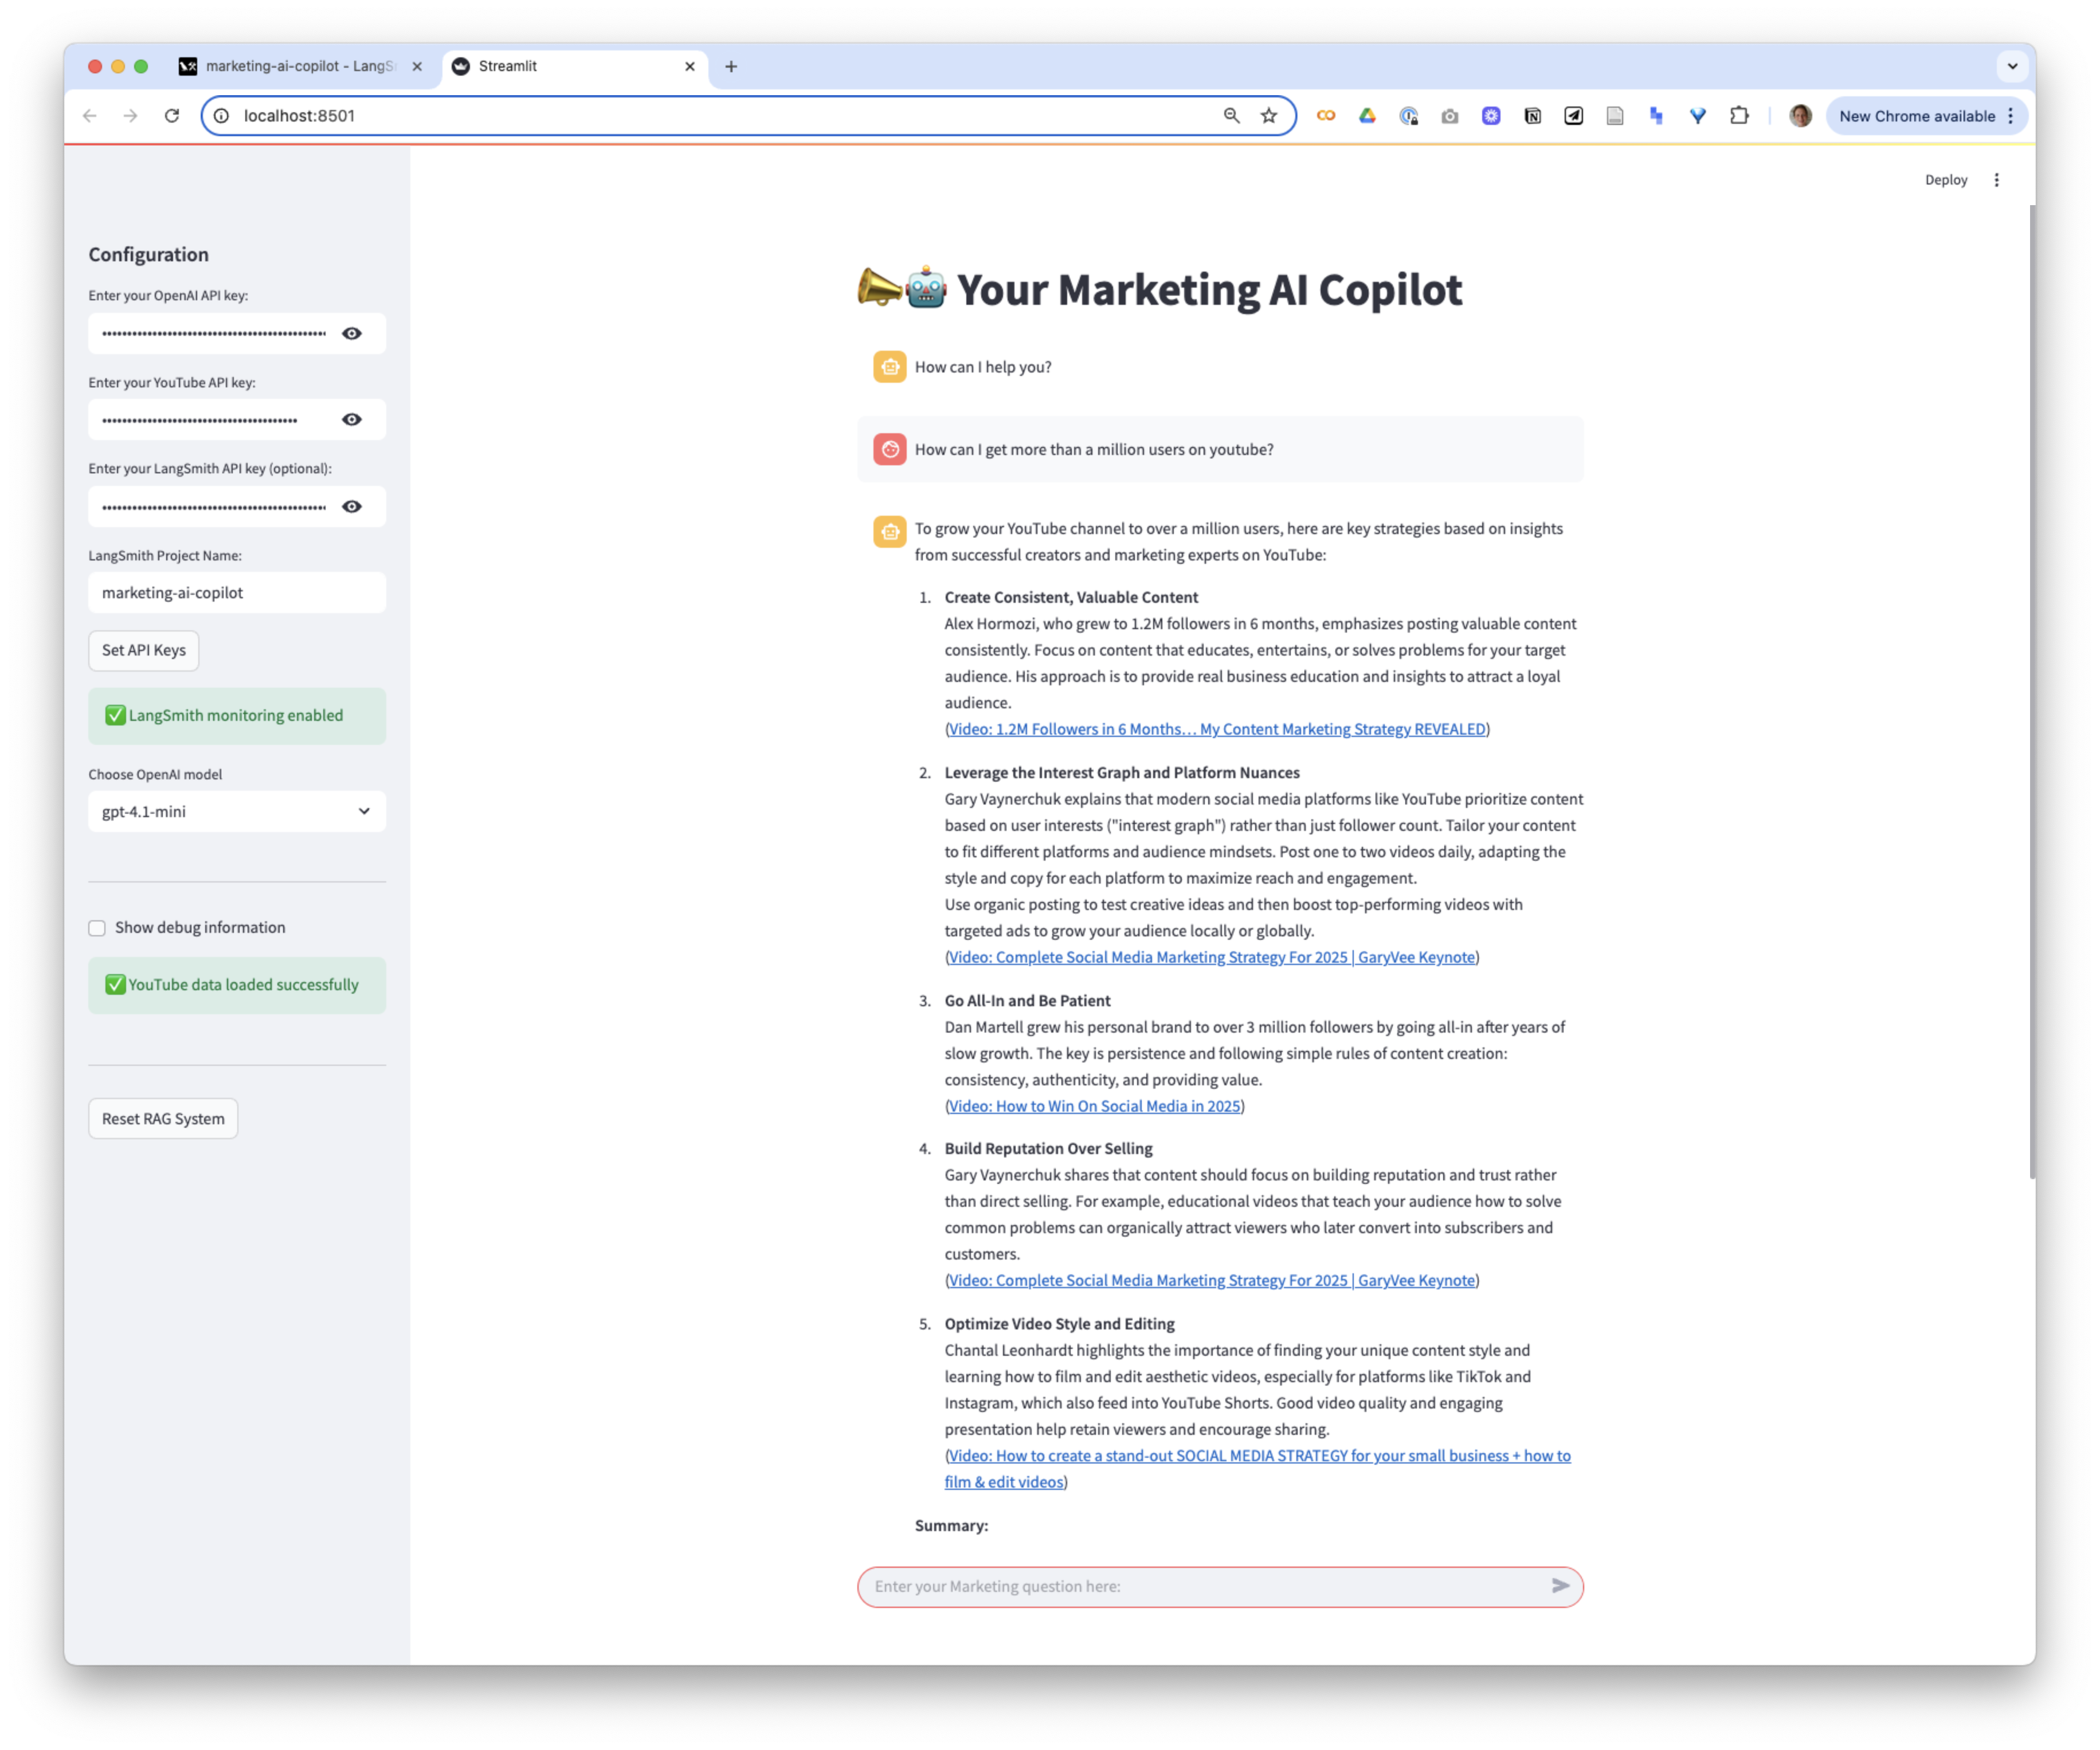 marketing-ai-copilot - LangS
Streamlit
localhost:8501
New Chrome available
Deploy
Configuration
Enter your OpenAI API key:
Enter your YouTube API key:
Enter your LangSmith API key (optional):
LangSmith Project Name:
marketing-ai-copilot
Set API Keys
✅ LangSmith monitoring enabled
Choose OpenAI model
gpt-4.1-mini
Show debug information
✅ YouTube data loaded successfully
Reset RAG System
Your Marketing AI Copilot
How can I help you?
How can I get more than a million users on youtube?
To grow your YouTube channel to over a million users, here are key strategies based on insights
from successful creators and marketing experts on YouTube:
1. Create Consistent, Valuable Content
Alex Hormozi, who grew to 1.2M followers in 6 months, emphasizes posting valuable content
consistently. Focus on content that educates, entertains, or solves problems for your target
audience. His approach is to provide real business education and insights to attract a loyal
audience.
(Video: 1.2M Followers in 6 Months… My Content Marketing Strategy REVEALED)
2. Leverage the Interest Graph and Platform Nuances
Gary Vaynerchuk explains that modern social media platforms like YouTube prioritize content
based on user interests ("interest graph") rather than just follower count. Tailor your content
to fit different platforms and audience mindsets. Post one to two videos daily, adapting the
style and copy for each platform to maximize reach and engagement.
Use organic posting to test creative ideas and then boost top-performing videos with
targeted ads to grow your audience locally or globally.
(Video: Complete Social Media Marketing Strategy For 2025 | GaryVee Keynote)
3. Go All-In and Be Patient
Dan Martell grew his personal brand to over 3 million followers by going all-in after years of
slow growth. The key is persistence and following simple rules of content creation:
consistency, authenticity, and providing value.
(Video: How to Win On Social Media in 2025)
4. Build Reputation Over Selling
Gary Vaynerchuk shares that content should focus on building reputation and trust rather
than direct selling. For example, educational videos that teach your audience how to solve
common problems can organically attract viewers who later convert into subscribers and
customers.
(Video: Complete Social Media Marketing Strategy For 2025 | GaryVee Keynote)
5. Optimize Video Style and Editing
Chantal Leonhardt highlights the importance of finding your unique content style and
learning how to film and edit aesthetic videos, especially for platforms like TikTok and
Instagram, which also feed into YouTube Shorts. Good video quality and engaging
presentation help retain viewers and encourage sharing.
(Video: How to create a stand-out SOCIAL MEDIA STRATEGY for your small business + how to
film & edit videos)
Summary:
Enter your Marketing question here: